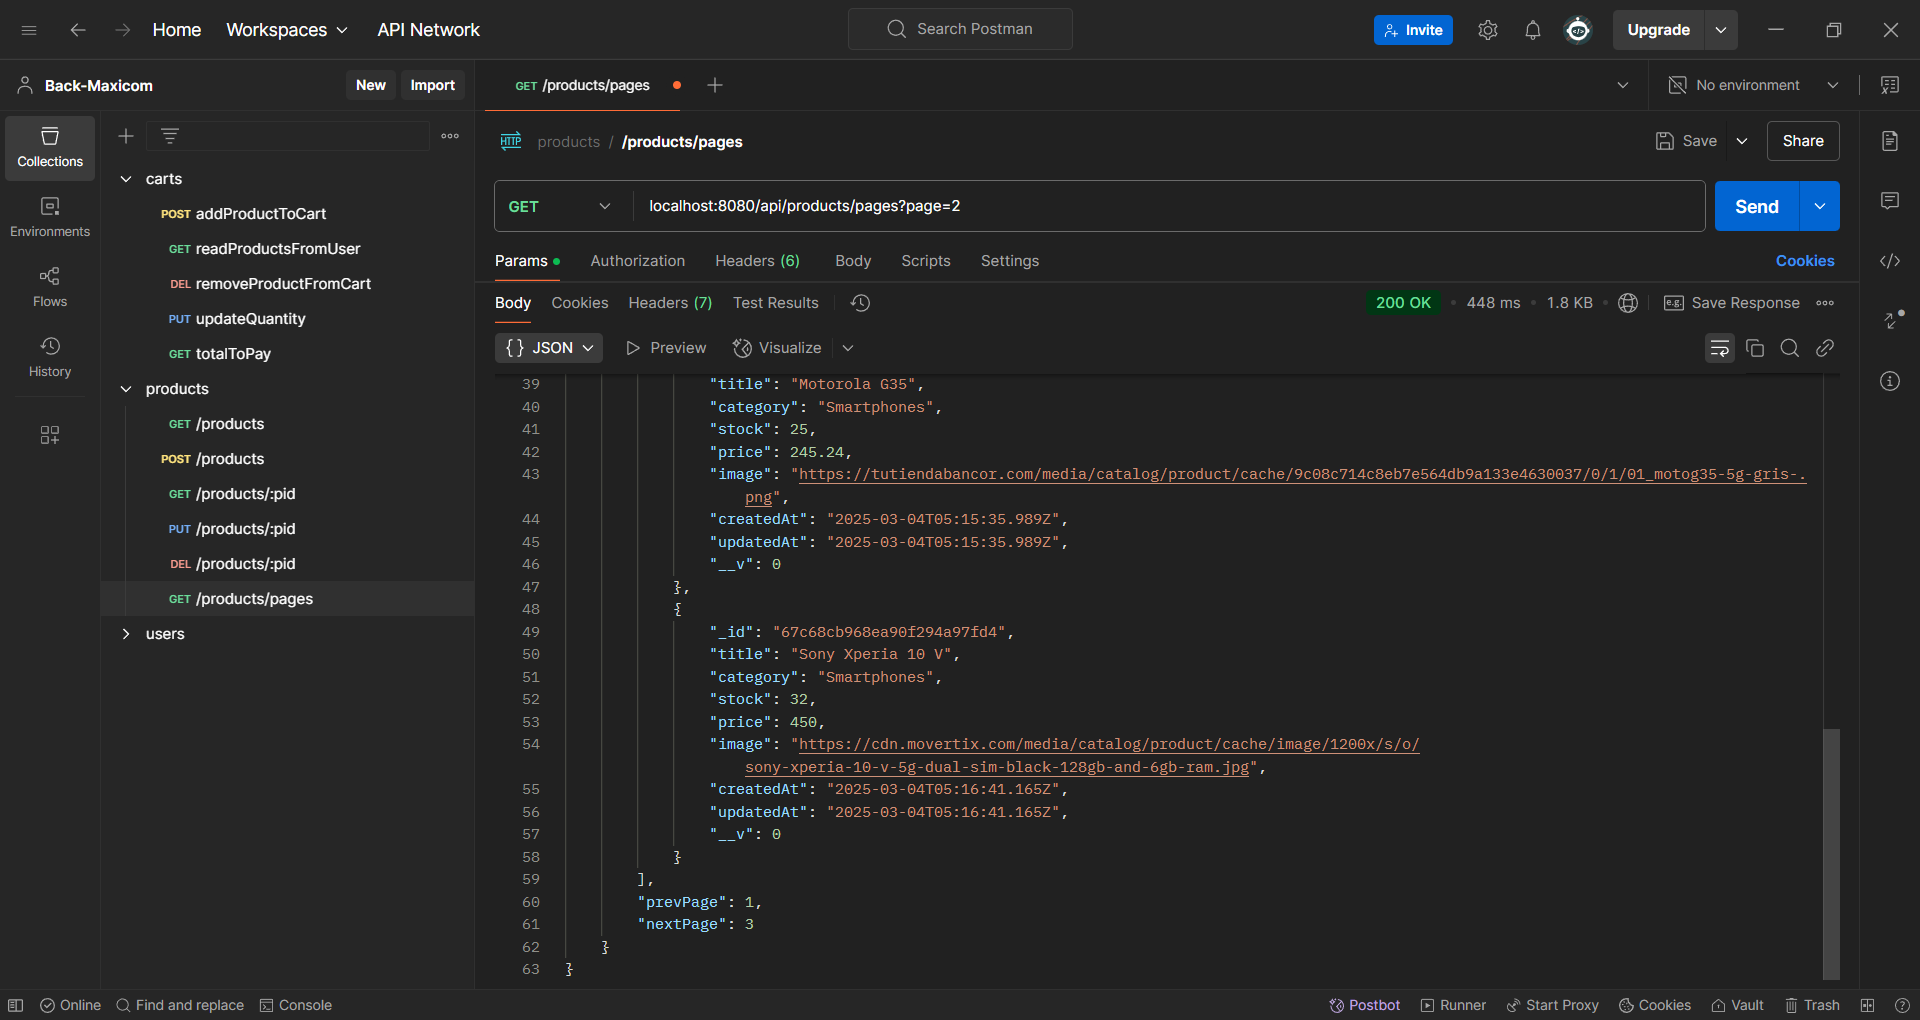 Home Workspaces API Network Search Postman Invite Upgrade
Back-Maxicom New Import GET /products/pages No environment
Collections
Environments
Flows
History
carts
POST addProductToCart
GET readProductsFromUser
DEL removeProductFromCart
PUT updateQuantity
GET totalToPay
products
GET /products
POST /products
GET /products/:pid
PUT /products/:pid
DEL /products/:pid
GET /products/pages
users
HTTP products / /products/pages Save Share
GET localhost:8080/api/products/pages?page=2 Send
Params Authorization Headers (6) Body Scripts Settings Cookies
Body Cookies Headers (7) Test Results 200 OK 448 ms 1.8 KB e.g. Save Response
{} JSON Preview Visualize
39 "title": "Motorola G35",
40 "category": "Smartphones",
41 "stock": 25,
42 "price": 245.24,
43 "image": "https://tutiendabancor.com/media/catalog/product/cache/9c08c714c8eb7e564db9a133e4630037/0/1/01_motog35-5g-gris-.
png",
44 "createdAt": "2025-03-04T05:15:35.989Z",
45 "updatedAt": "2025-03-04T05:15:35.989Z",
46 "__v": 0
47 },
48 {
49 "_id": "67c68cb968ea90f294a97fd4",
50 "title": "Sony Xperia 10 V",
51 "category": "Smartphones",
52 "stock": 32,
53 "price": 450,
54 "image": "https://cdn.movertix.com/media/catalog/product/cache/image/1200x/s/o/
sony-xperia-10-v-5g-dual-sim-black-128gb-and-6gb-ram.jpg",
55 "createdAt": "2025-03-04T05:16:41.165Z",
56 "updatedAt": "2025-03-04T05:16:41.165Z",
57 "__v": 0
58 }
59 ],
60 "prevPage": 1,
61 "nextPage": 3
62 }
63 }
Online Find and replace Console Postbot Runner Start Proxy Cookies Vault Trash